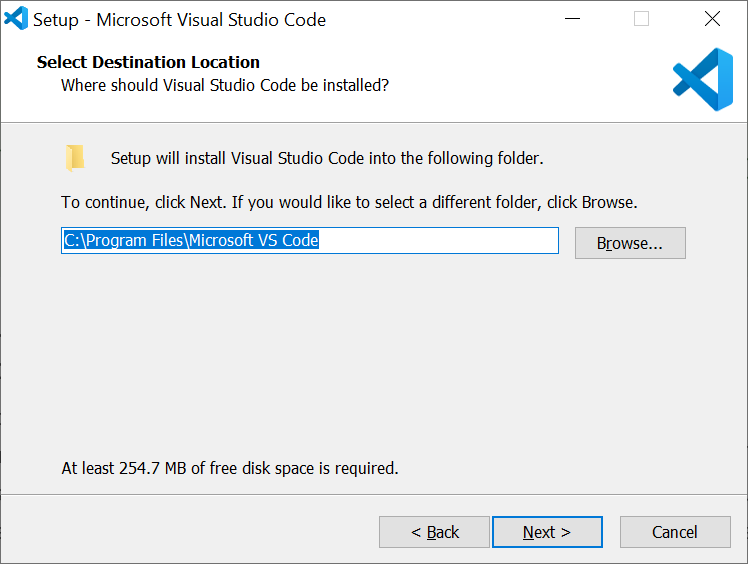 Setup - Microsoft Visual Studio Code
Select Destination Location
Where should Visual Studio Code be installed?
Setup will install Visual Studio Code into the following folder.
To continue, click Next. If you would like to select a different folder, click Browse.
C:\Program Files\Microsoft VS Code
Browse...
At least 254.7 MB of free disk space is required.
< Back
Next >
Cancel